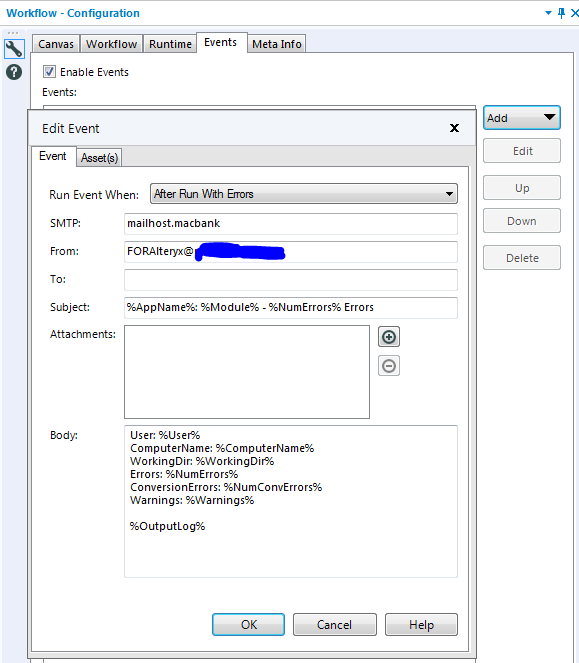 Workflow - Configuration
Canvas Workflow Runtime Events Meta Info
Enable Events
Events:
Add
Edit
Up
Down
Delete
Edit Event
Event Asset(s)
Run Event When: After Run With Errors
SMTP: mailhost.macbank
From: FORAlteryx@
To:
Subject: %AppName%: %Module% - %NumErrors% Errors
Attachments:
Body: User: %User%
ComputerName: %ComputerName%
WorkingDir: %WorkingDir%
Errors: %NumErrors%
ConversionErrors: %NumConvErrors%
Warnings: %Warnings%
%OutputLog%
OK Cancel Help